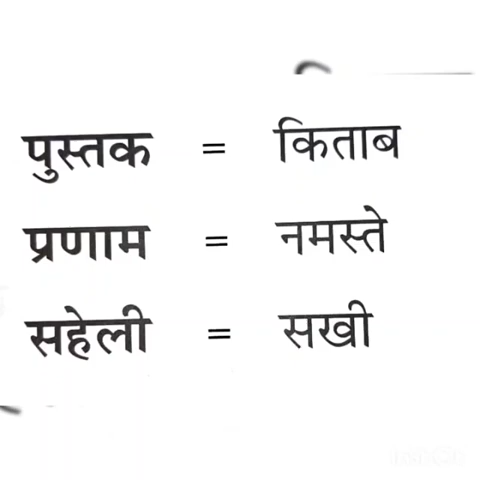 पुस्तक = किताब
प्रणाम = नमस्ते
सहेली = सखी